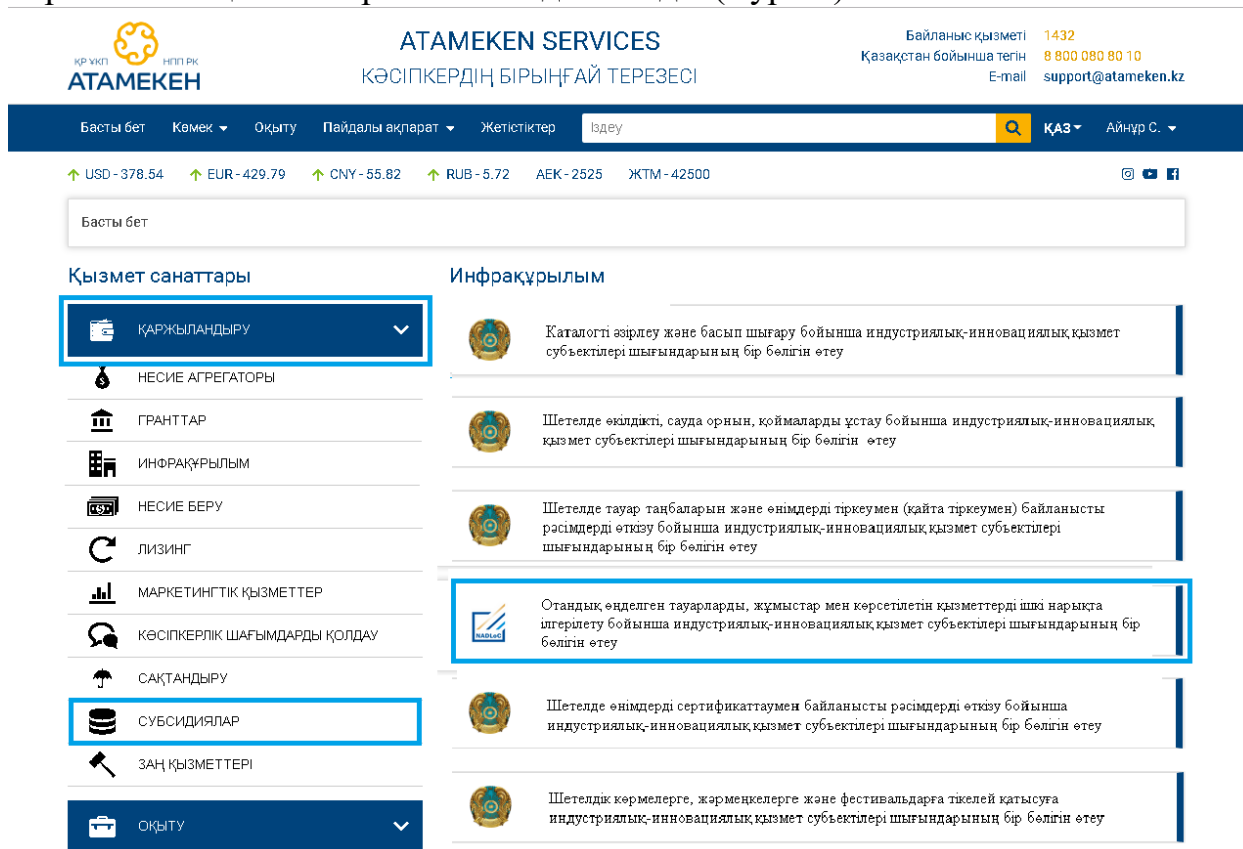 ATAMEKEN SERVICES
КӘСІПКЕРДІҢ БІРЫҢҒАЙ ТЕРЕЗЕСІ
ҚР ҰКП НПП РК
АТАМЕКЕН
Байланыс қызметі 1432
Қазақстан бойынша тегін 8 800 080 80 10
E-mail support@atameken.kz
Басты бет Көмек Оқыту Пайдалы ақпарат Жетістіктер Іздеу ҚАЗ Айнұр С.
USD - 378.54 EUR - 429.79 CNY - 55.82 RUB - 5.72 АЕК - 2525 ЖТМ - 42500
Басты бет
Қызмет санаттары
ҚАРЖЫЛАНДЫРУ
НЕСИЕ АГРЕГАТОРЫ
ГРАНТТАР
ИНФРАҚҰРЫЛЫМ
НЕСИЕ БЕРУ
ЛИЗИНГ
МАРКЕТИНГТІК ҚЫЗМЕТТЕР
КӘСІПКЕРЛІК ШАҒЫМДАРДЫ ҚОЛДАУ
САҚТАНДЫРУ
СУБСИДИЯЛАР
ЗАҢ ҚЫЗМЕТТЕРІ
ОҚЫТУ
Инфрақұрылым
Каталогті әзірлеу және басып шығару бойынша индустриялық-инновациялық қызмет
субъектілері шығындарының бір бөлігін өтеу
Шетелде өкілдікті, сауда орнын, қоймаларды ұстау бойынша индустриялық-инновациялық
қызмет субъектілері шығындарының бір бөлігін өтеу
Шетелде тауар таңбаларын және өнімдерді тіркеумен (қайта тіркеумен) байланысты
рәсімдерді өткізу бойынша индустриялық-инновациялық қызмет субъектілері
шығындарының бір бөлігін өтеу
NADLoC
Отандық өңделген тауарларды, жұмыстар мен көрсетілетін қызметтерді ішкі нарықта
ілгерілету бойынша индустриялық-инновациялық қызмет субъектілері шығындарының бір
бөлігін өтеу
Шетелде өнімдерді сертификаттаумен байланысты рәсімдерді өткізу бойынша
индустриялық-инновациялық қызмет субъектілері шығындарының бір бөлігін өтеу
Шетелдік көрмелерге, жәрмеңкелерге және фестивальдарға тікелей қатысуға
индустриялық-инновациялық қызмет субъектілері шығындарының бір бөлігін өтеу